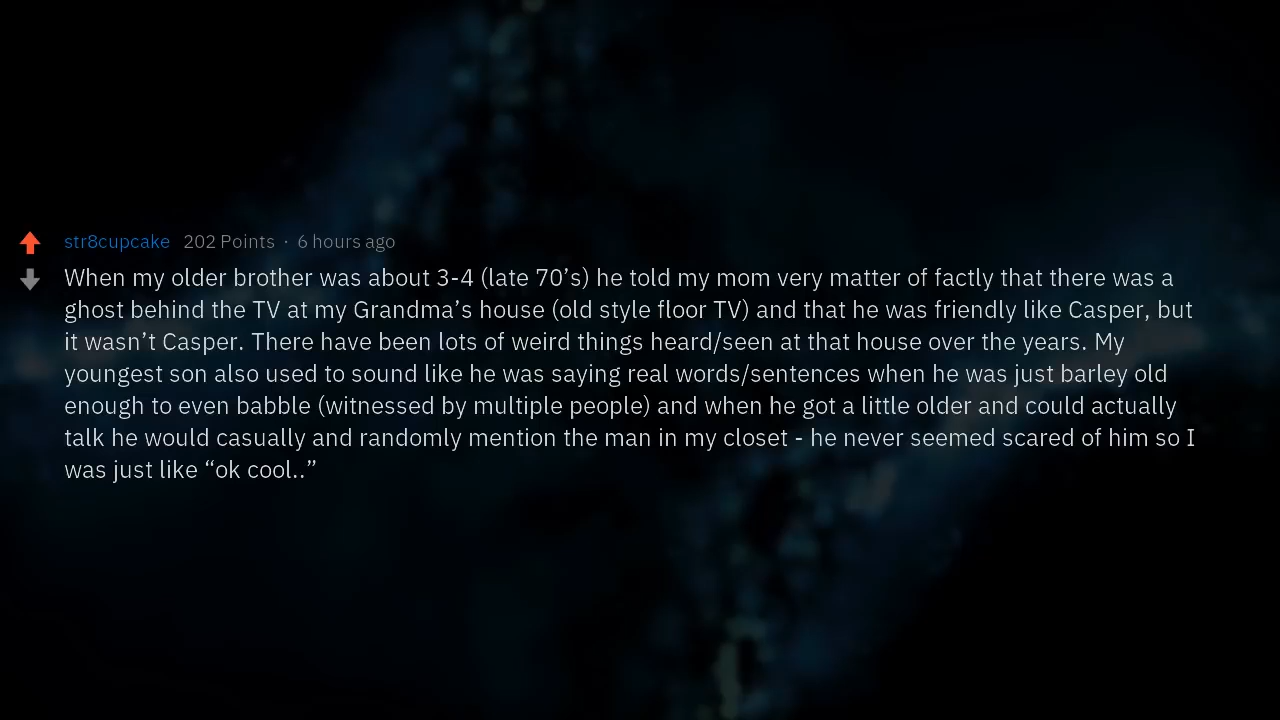 str8cupcake 202 Points · 6 hours ago
When my older brother was about 3-4 (late 70’s) he told my mom very matter of factly that there was a
ghost behind the TV at my Grandma’s house (old style floor TV) and that he was friendly like Casper, but
it wasn’t Casper. There have been lots of weird things heard/seen at that house over the years. My
youngest son also used to sound like he was saying real words/sentences when he was just barley old
enough to even babble (witnessed by multiple people) and when he got a little older and could actually
talk he would casually and randomly mention the man in my closet - he never seemed scared of him so I
was just like “ok cool..”